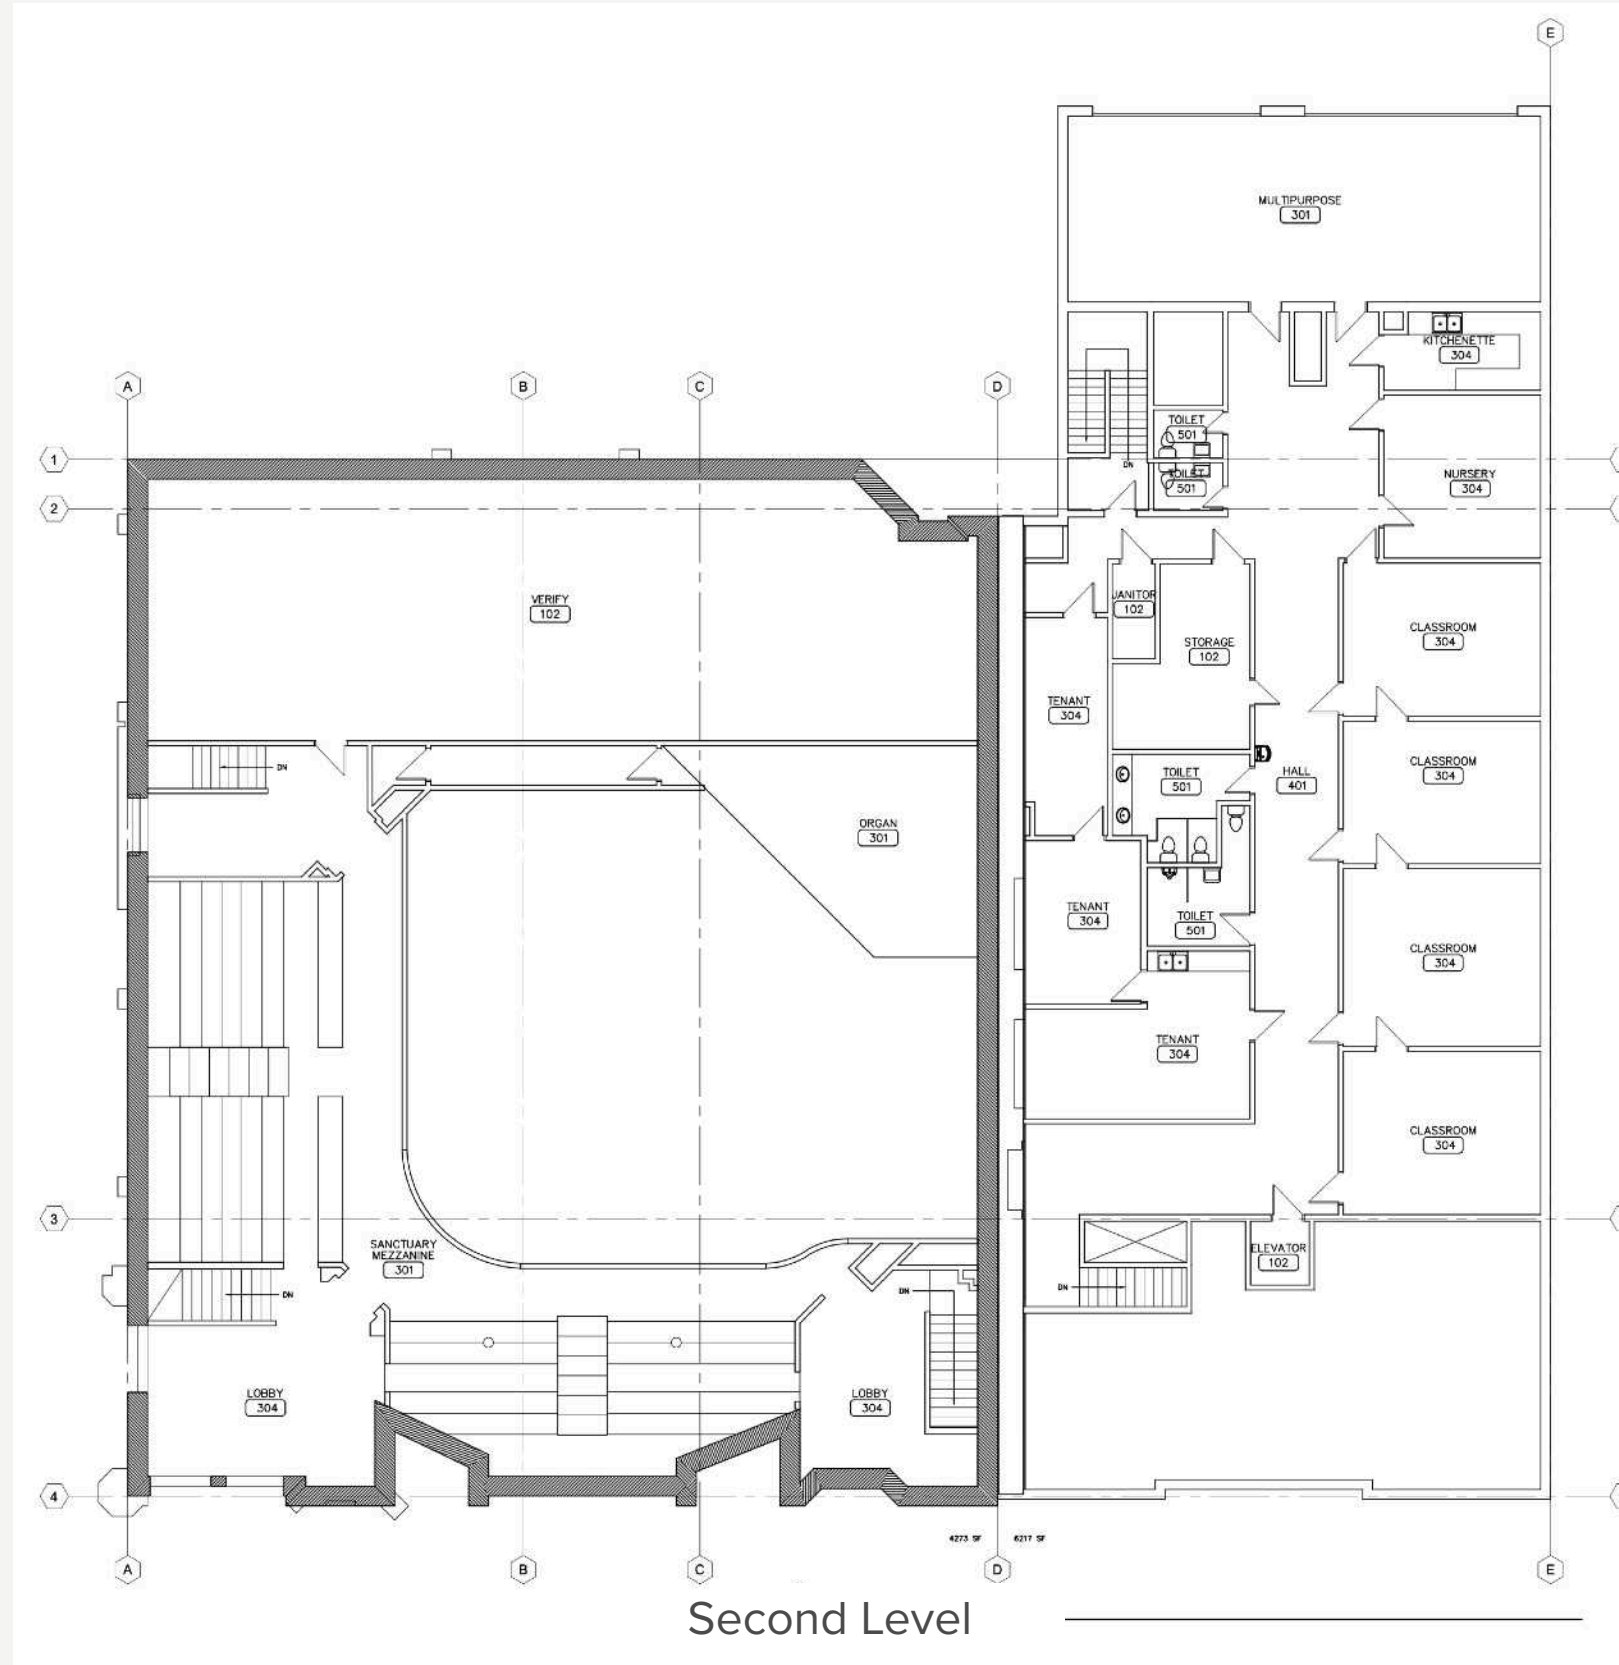 E
MULTIPURPOSE
301
KITCHENETTE
304
A
B
C
D
TOILET
501
1
DN
TOILET
501
NURSERY
304
2
VERIFY
102
JANITOR
102
STORAGE
102
CLASSROOM
304
TENANT
304
DN
TOILET
501
HALL
401
CLASSROOM
304
ORGAN
301
TENANT
304
TOILET
501
CLASSROOM
304
TENANT
304
CLASSROOM
304
3
SANCTUARY
MEZZANINE
301
ELEVATOR
102
DN
DN
DN
LOBBY
304
LOBBY
304
4
4273 SF
6217 SF
A
B
C
D
E
Second Level